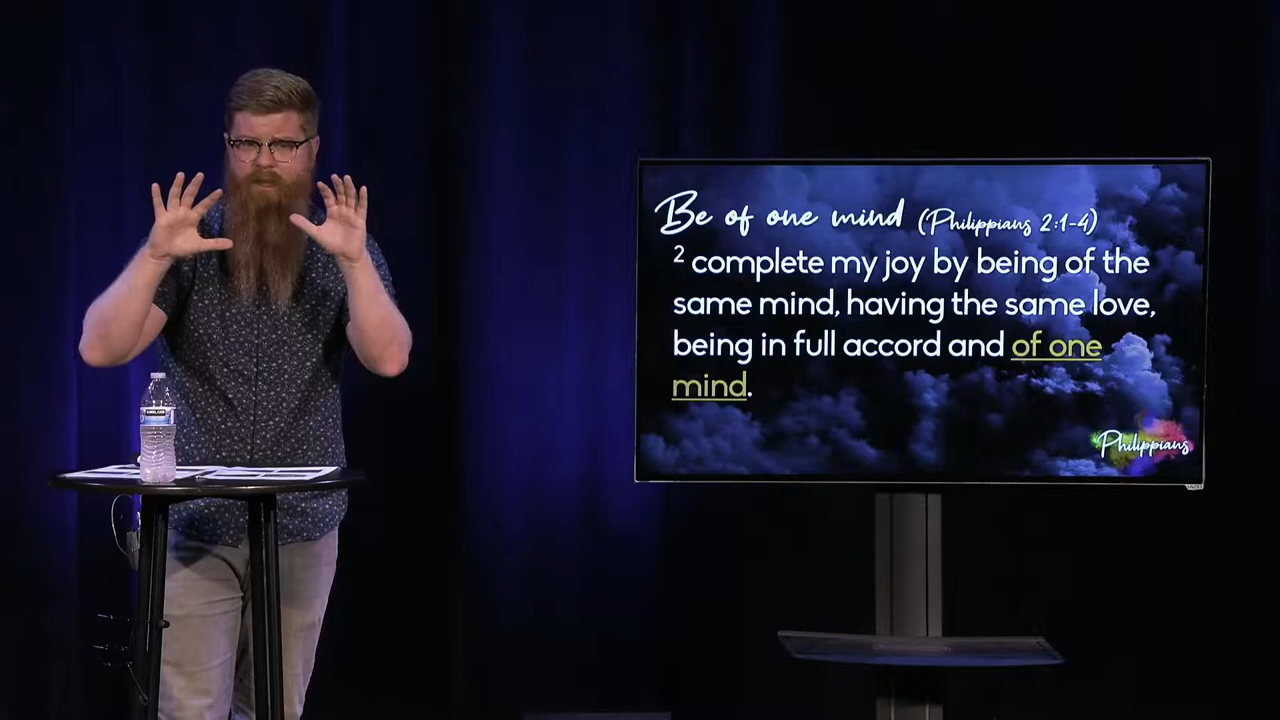 Be of one mind (Philippians 2:1-4)
2 complete my joy by being of the
same mind, having the same love,
being in full accord and of one
mind.
Philippians